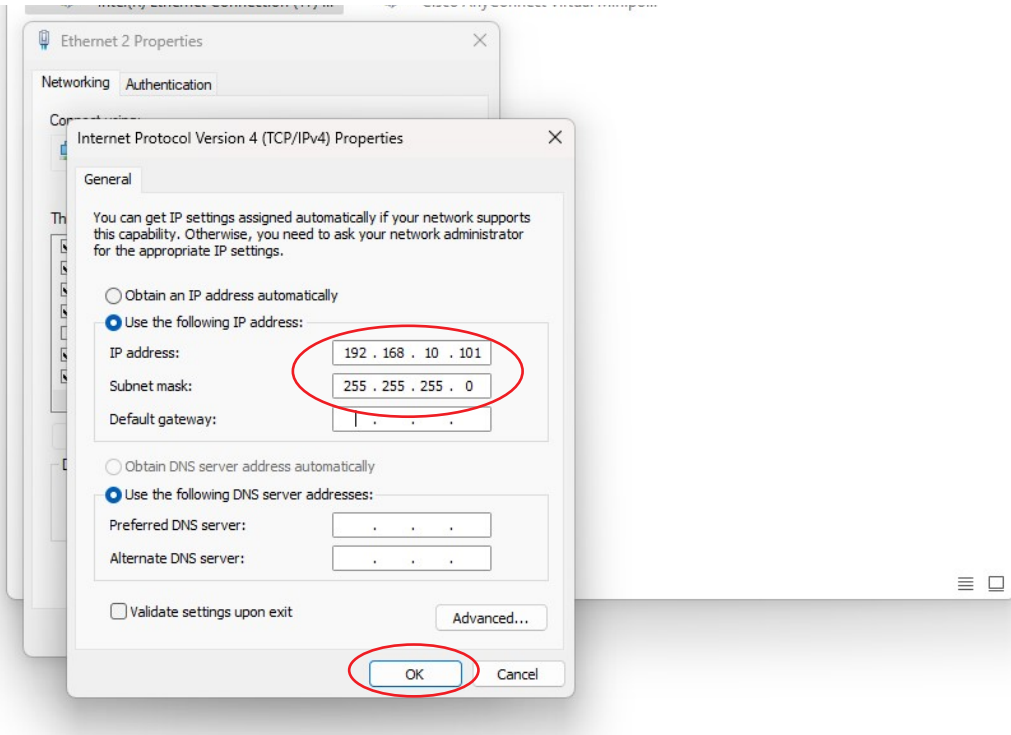 Ethernet 2 Properties
Networking
Authentication
Internet Protocol Version 4 (TCP/IPv4) Properties
General
You can get IP settings assigned automatically if your network supports
this capability. Otherwise, you need to ask your network administrator
for the appropriate IP settings.
Obtain an IP address automatically
Use the following IP address:
IP address:
192 . 168 . 10 . 101
Subnet mask:
255 . 255 . 255 . 0
Default gateway:
. . .
Obtain DNS server address automatically
Use the following DNS server addresses:
Preferred DNS server:
. . .
Alternate DNS server:
. . .
Validate settings upon exit
Advanced...
OK
Cancel